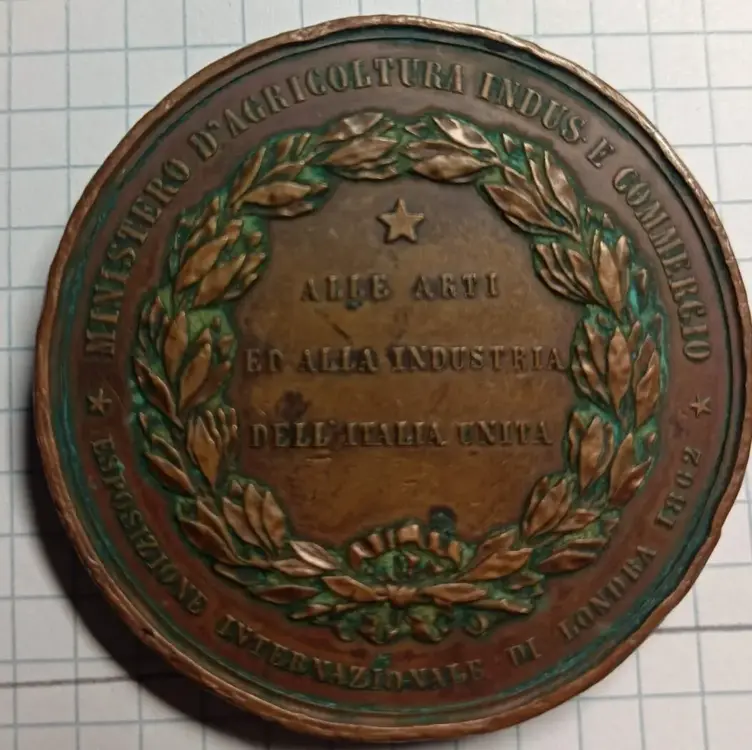 MINISTERO D'AGRICOLTURA INDUS. E COMMERCIO
ALLE ARTI
ED ALLA INDUSTRIA
DELL'ITALIA UNITA
ESPOSIZIONE INTERNAZIONALE DI LONDRA 1862